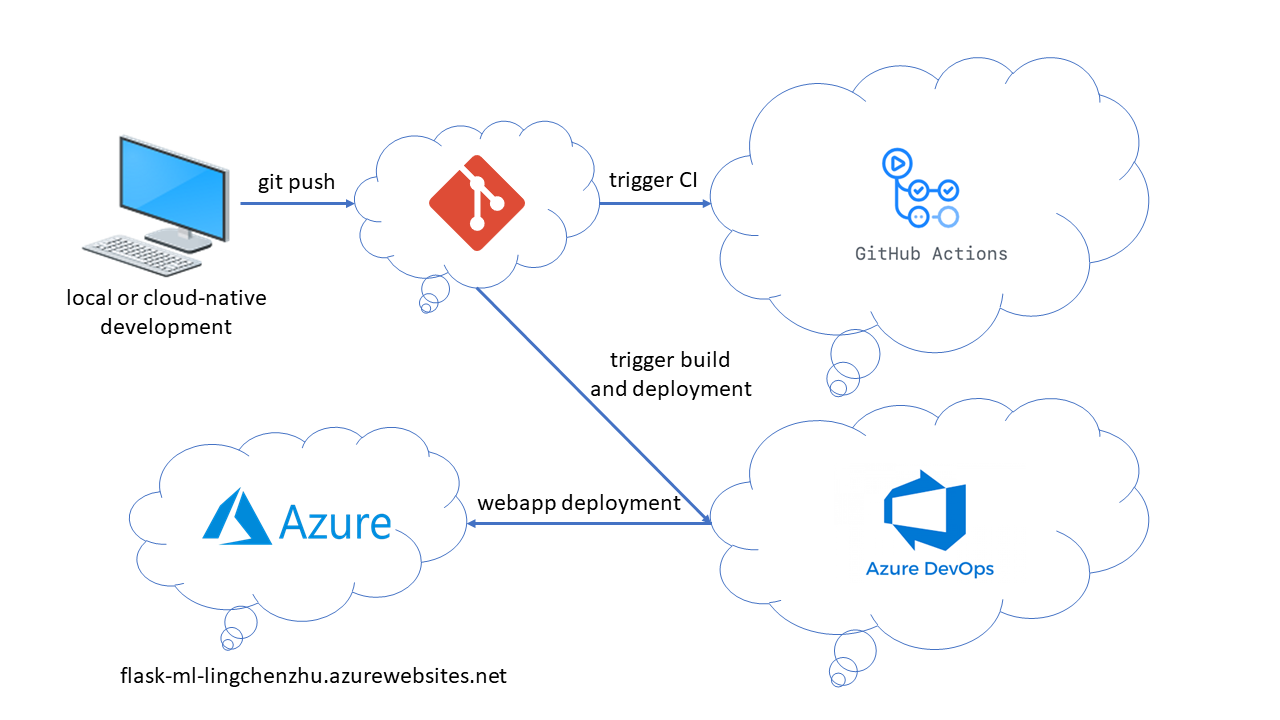 git push
trigger CI
GitHub Actions
local or cloud-native
development
trigger build
and deployment
webapp deployment
Azure
Azure DevOps
flask-ml-lingchenzhu.azurewebsites.net